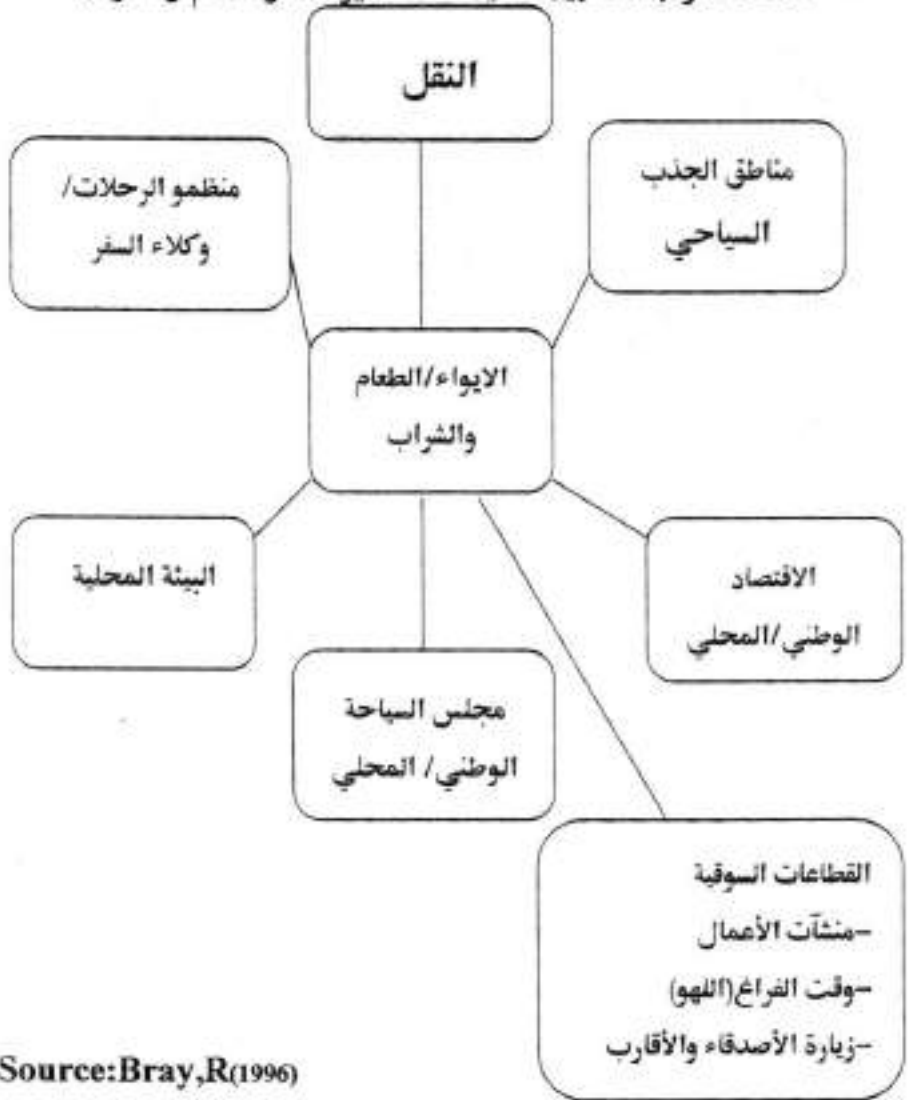 النقل
مناطق الجذب
السياحي
منظمو الرحلات/
وكلاء السفر
الايواء/الطعام
والشراب
البيئة المحلية
الاقتصاد
الوطني/المحلي
مجلس السياحة
الوطني/ المحلي
القطاعات السوقية
-منشآت الأعمال
-وقت الفراغ(اللهو)
-زيارة الأصدقاء والأقارب
Source:Bray,R(1996)